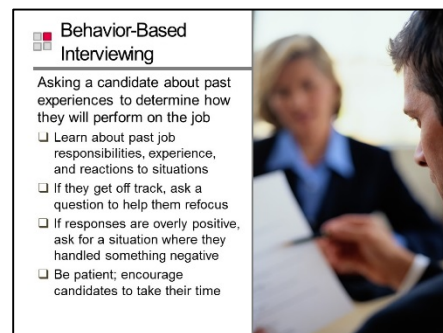 Behavior-Based
Interviewing
Asking a candidate about past
experiences to determine how
they will perform on the job
Learn about past job
responsibilities, experience,
and reactions to situations
If they get off track, ask a
question to help them refocus
If responses are overly positive,
ask for a situation where they
handled something negative
Be patient; encourage
candidates to take their time